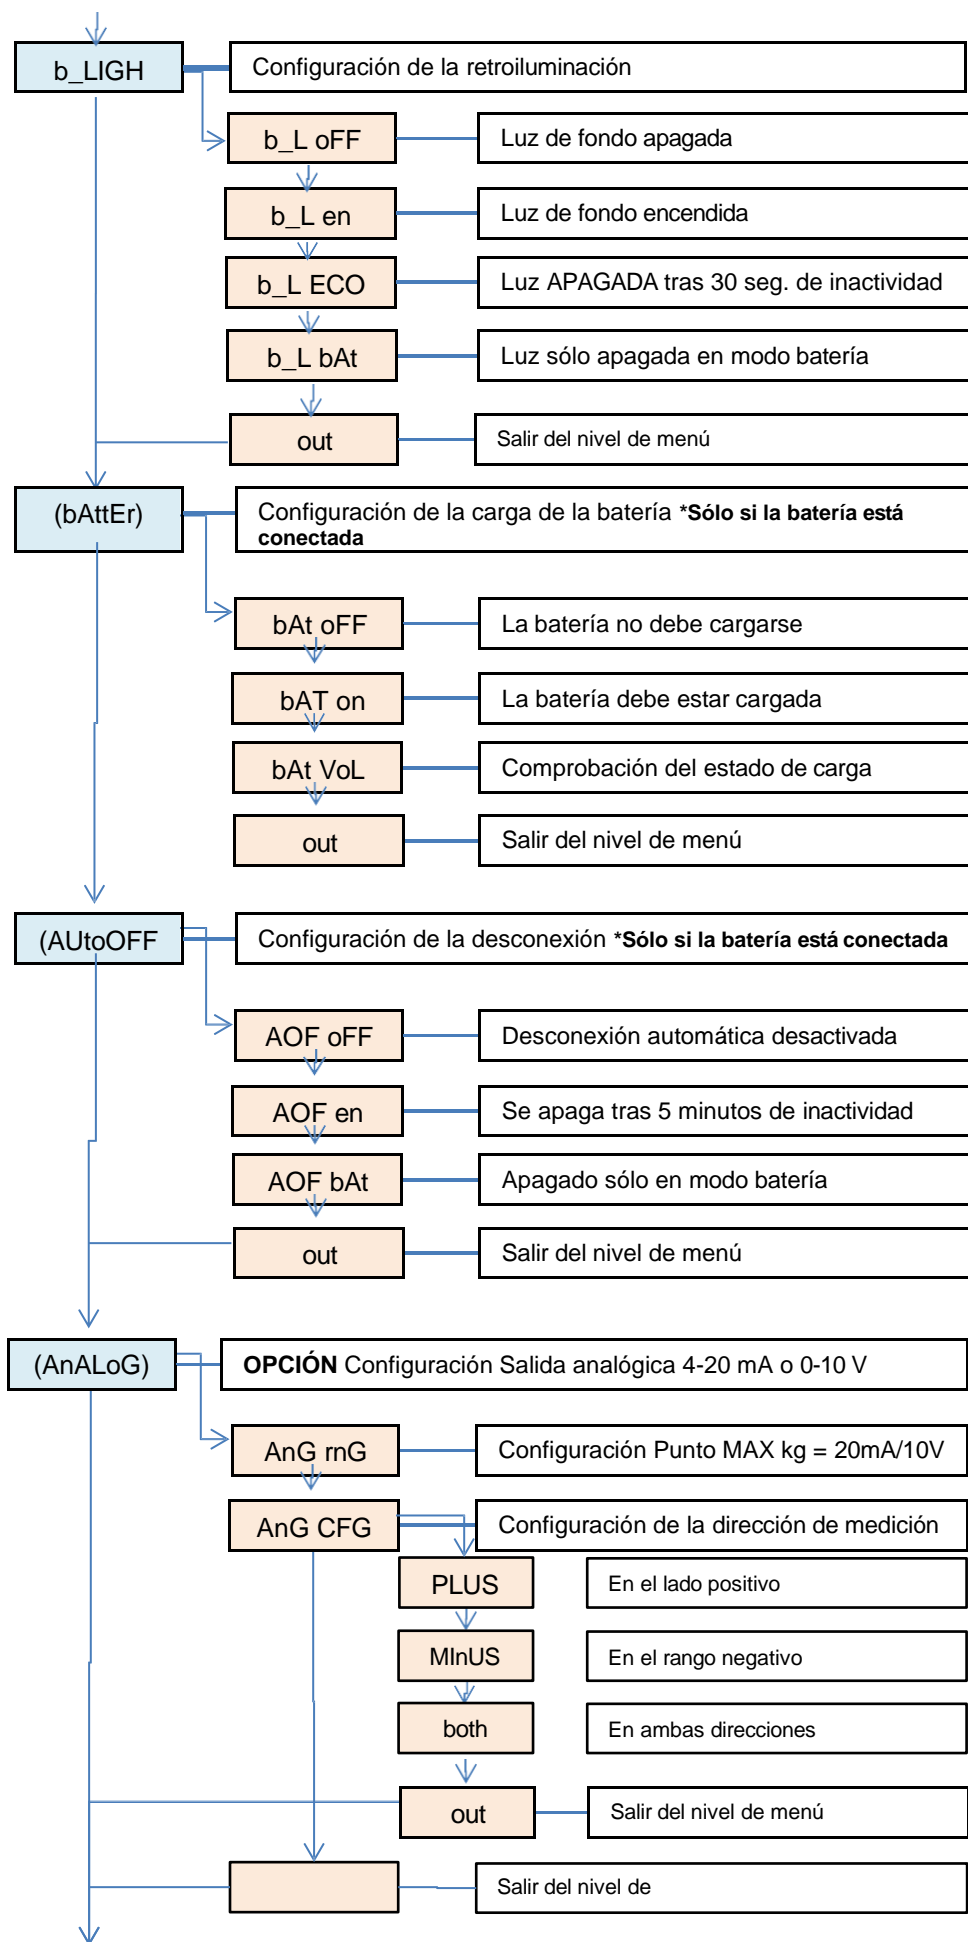 b_LIGH
Configuración de la retroiluminación
b_L oFF
Luz de fondo apagada
b_L en
Luz de fondo encendida
b_L ECO
Luz APAGADA tras 30 seg. de inactividad
b_L bAt
Luz sólo apagada en modo batería
out
Salir del nivel de menú
(bAttEr)
Configuración de la carga de la batería *Sólo si la batería está
conectada
bAt oFF
La batería no debe cargarse
bAT on
La batería debe estar cargada
bAt VoL
Comprobación del estado de carga
out
Salir del nivel de menú
(AUtoOFF
Configuración de la desconexión *Sólo si la batería está conectada
AOF oFF
Desconexión automática desactivada
AOF en
Se apaga tras 5 minutos de inactividad
AOF bAt
Apagado sólo en modo batería
out
Salir del nivel de menú
(AnALoG)
OPCIÓN Configuración Salida analógica 4-20 mA o 0-10 V
AnG rnG
Configuración Punto MAX kg = 20mA/10V
AnG CFG
Configuración de la dirección de medición
PLUS
En el lado positivo
MInUS
En el rango negativo
both
En ambas direcciones
out
Salir del nivel de menú
Salir del nivel de